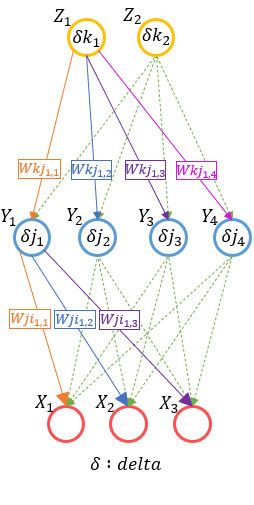 Z1 Z2
δk1 δk2
Wkj1,1 Wkj1,2 Wkj1,3 Wkj1,4
Y1 Y2 Y3 Y4
δj1 δj2 δj3 δj4
Wji1,1 Wji1,2 Wji1,3
X1 X2 X3
δ : delta